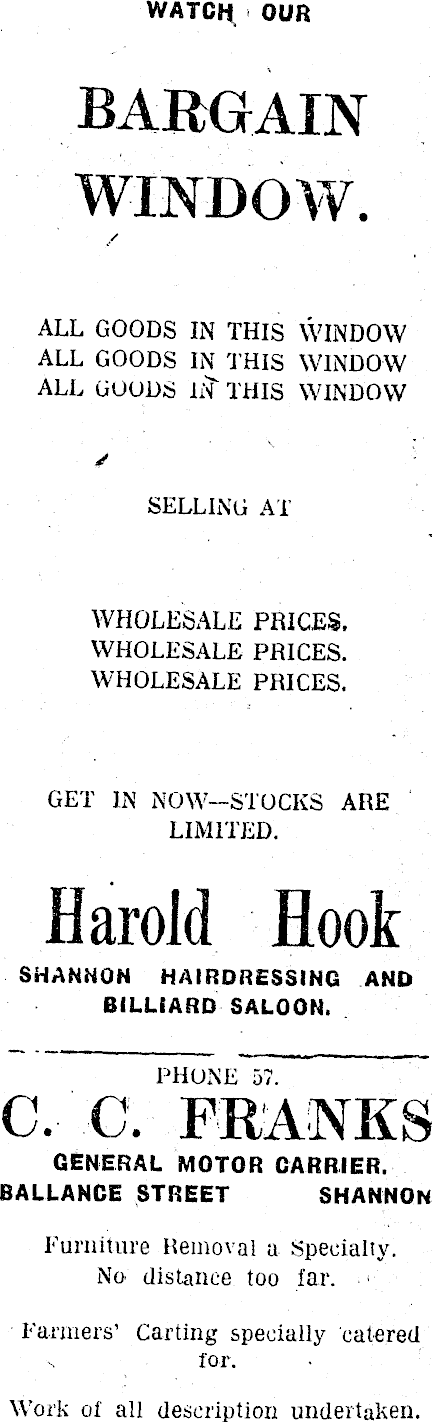 WATCH OUR
BARGAIN
WINDOW.
ALL GOODS IN THIS WINDOW
ALL GOODS IN THIS WINDOW
ALL GOODS IN THIS WINDOW
SELLING AT
WHOLESALE PRICES.
WHOLESALE PRICES.
WHOLESALE PRICES.
GET IN NOW—STOCKS ARE
LIMITED.
Harold Hook
SHANNON HAIRDRESSING AND
BILLIARD SALOON.
PHONE 57.
C. C. FRANKS
GENERAL MOTOR CARRIER.
BALLANCE STREET SHANNON
Furniture Removal a Specialty.
No distance too far.
Farmers' Carting specially catered
for.
Work of all description undertaken.